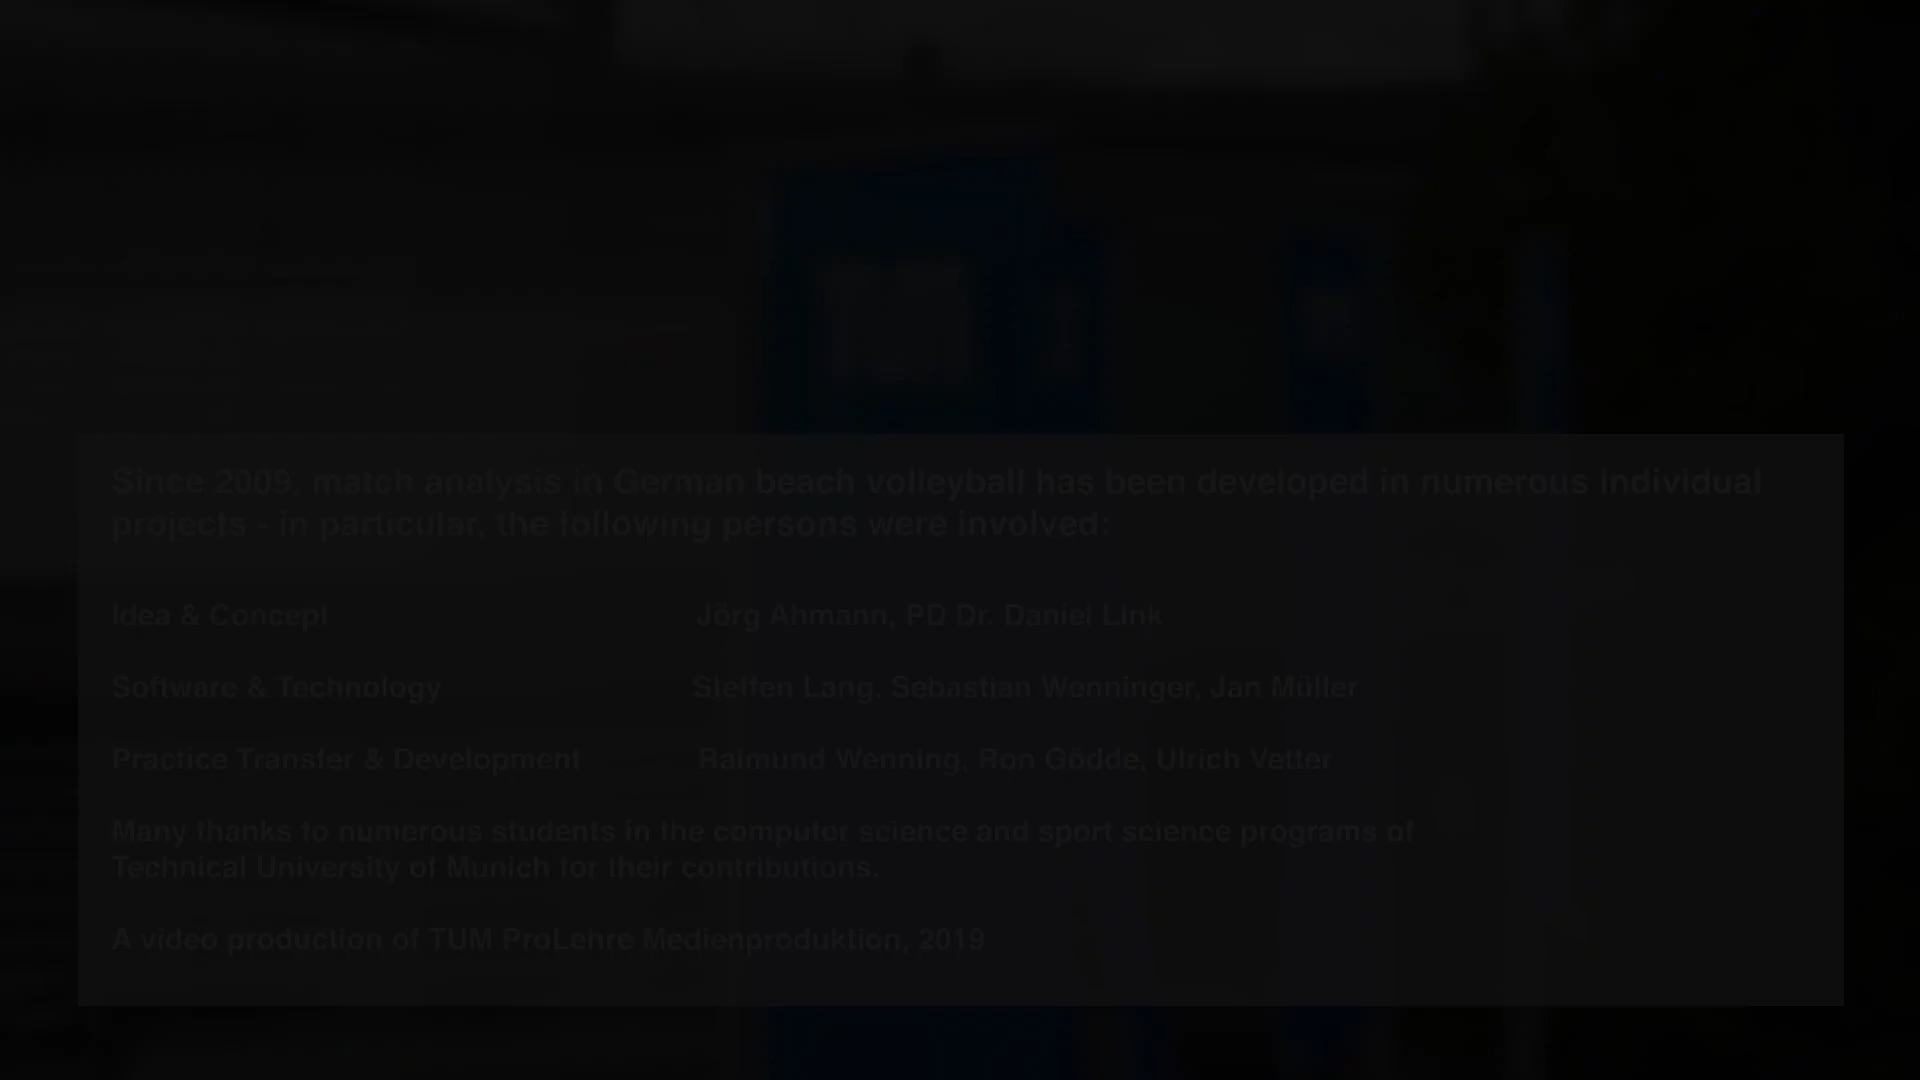 Since 2009, match analysis in German beach volleyball has been developed in numerous individual
projects - in particular, the following persons were involved:
Idea & Concept Jörg Ahmann, PD Dr. Daniel Link
Software & Technology Steffen Lang, Sebastian Wenninger, Jan Müller
Practice Transfer & Development Raimund Wenning, Ron Gödde, Ulrich Vetter
Many thanks to numerous students in the computer science and sport science programs of
Technical University of Munich for their contributions.
A video production of TUM ProLehre Medienproduktion, 2019